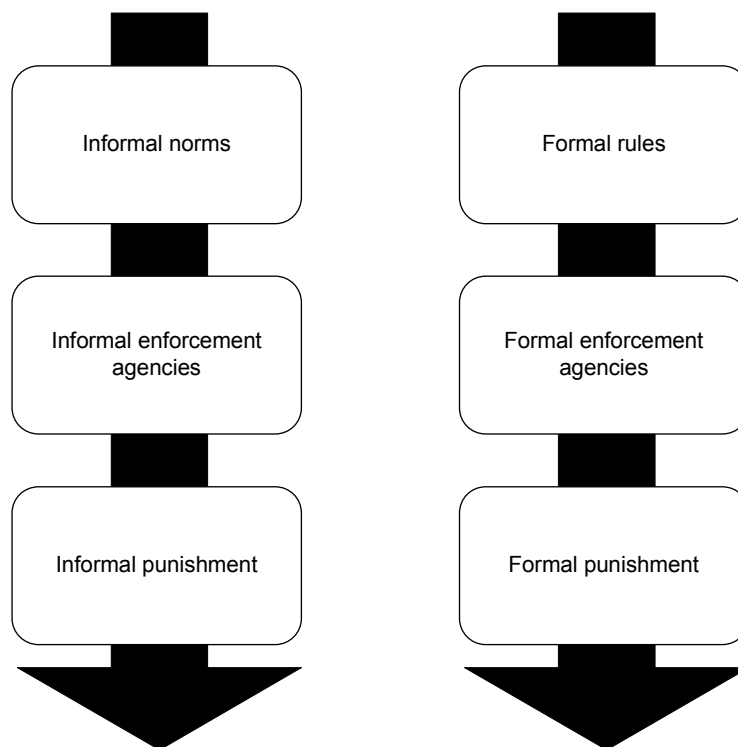 Informal norms
Formal rules
Informal enforcement
agencies
Formal enforcement
agencies
Informal punishment
Formal punishment